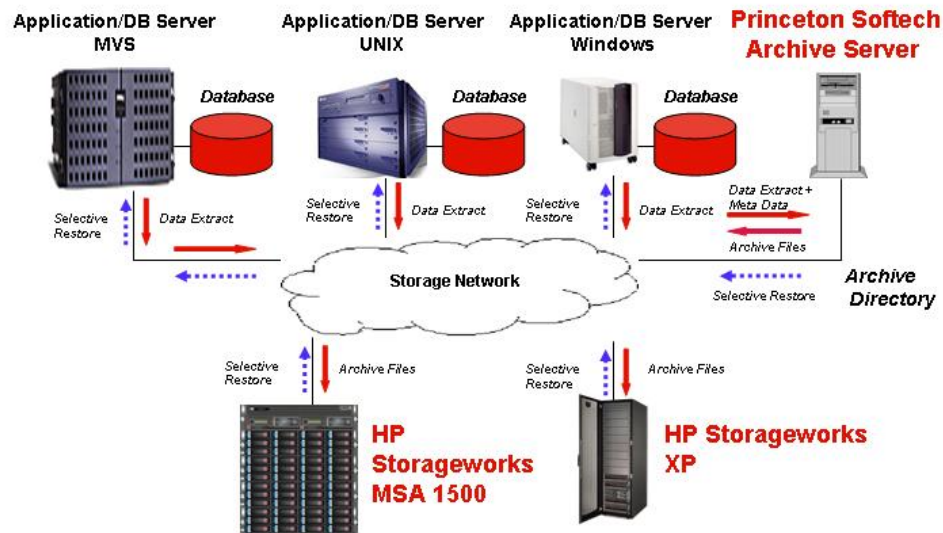 Application/DB Server
MVS
Application/DB Server
UNIX
Application/DB Server
Windows
Princeton Softech
Archive Server
Database
Database
Database
Selective
Restore
Data Extract
Selective
Restore
Data Extract
Selective
Restore
Data Extract
Data Extract +
Meta Data
Archive Files
Storage Network
Selective Restore
Archive
Directory
Selective
Restore
Archive Files
Selective
Restore
Archive Files
HP
Storageworks
MSA 1500
HP Storageworks
XP